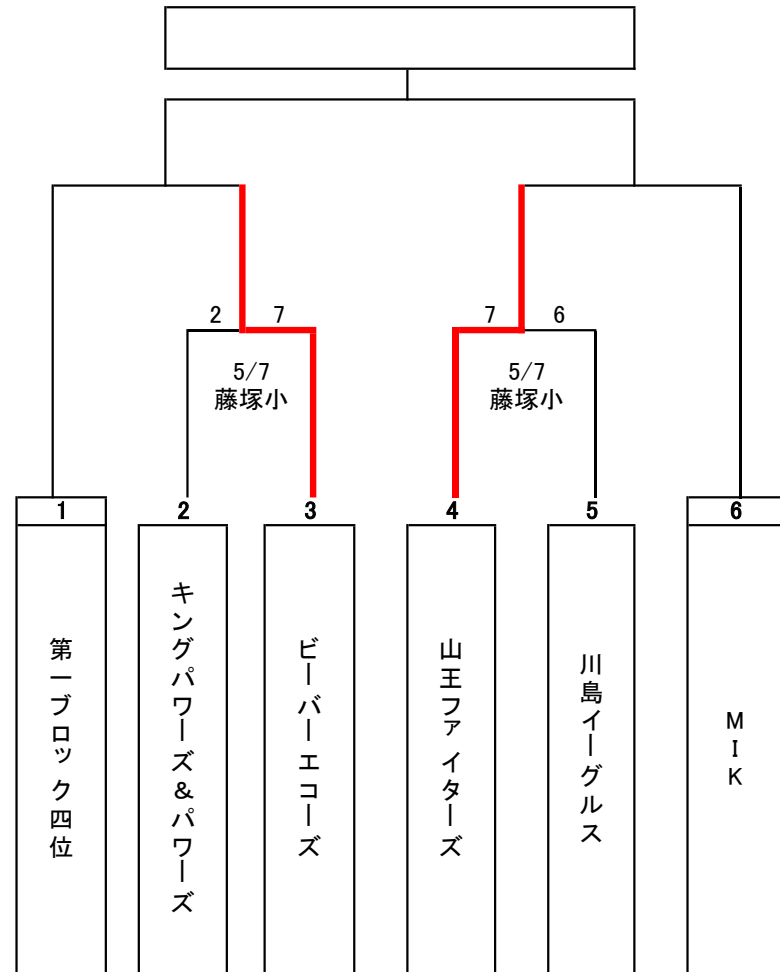 2 7
7 6
5/7
藤塚小
5/7
藤塚小
1
2
3
4
5
6
第一ブロック四位
キングパワーズ&パワーズ
ビーバーエコーズ
山王ファイターズ
川島イーグルス
MIK